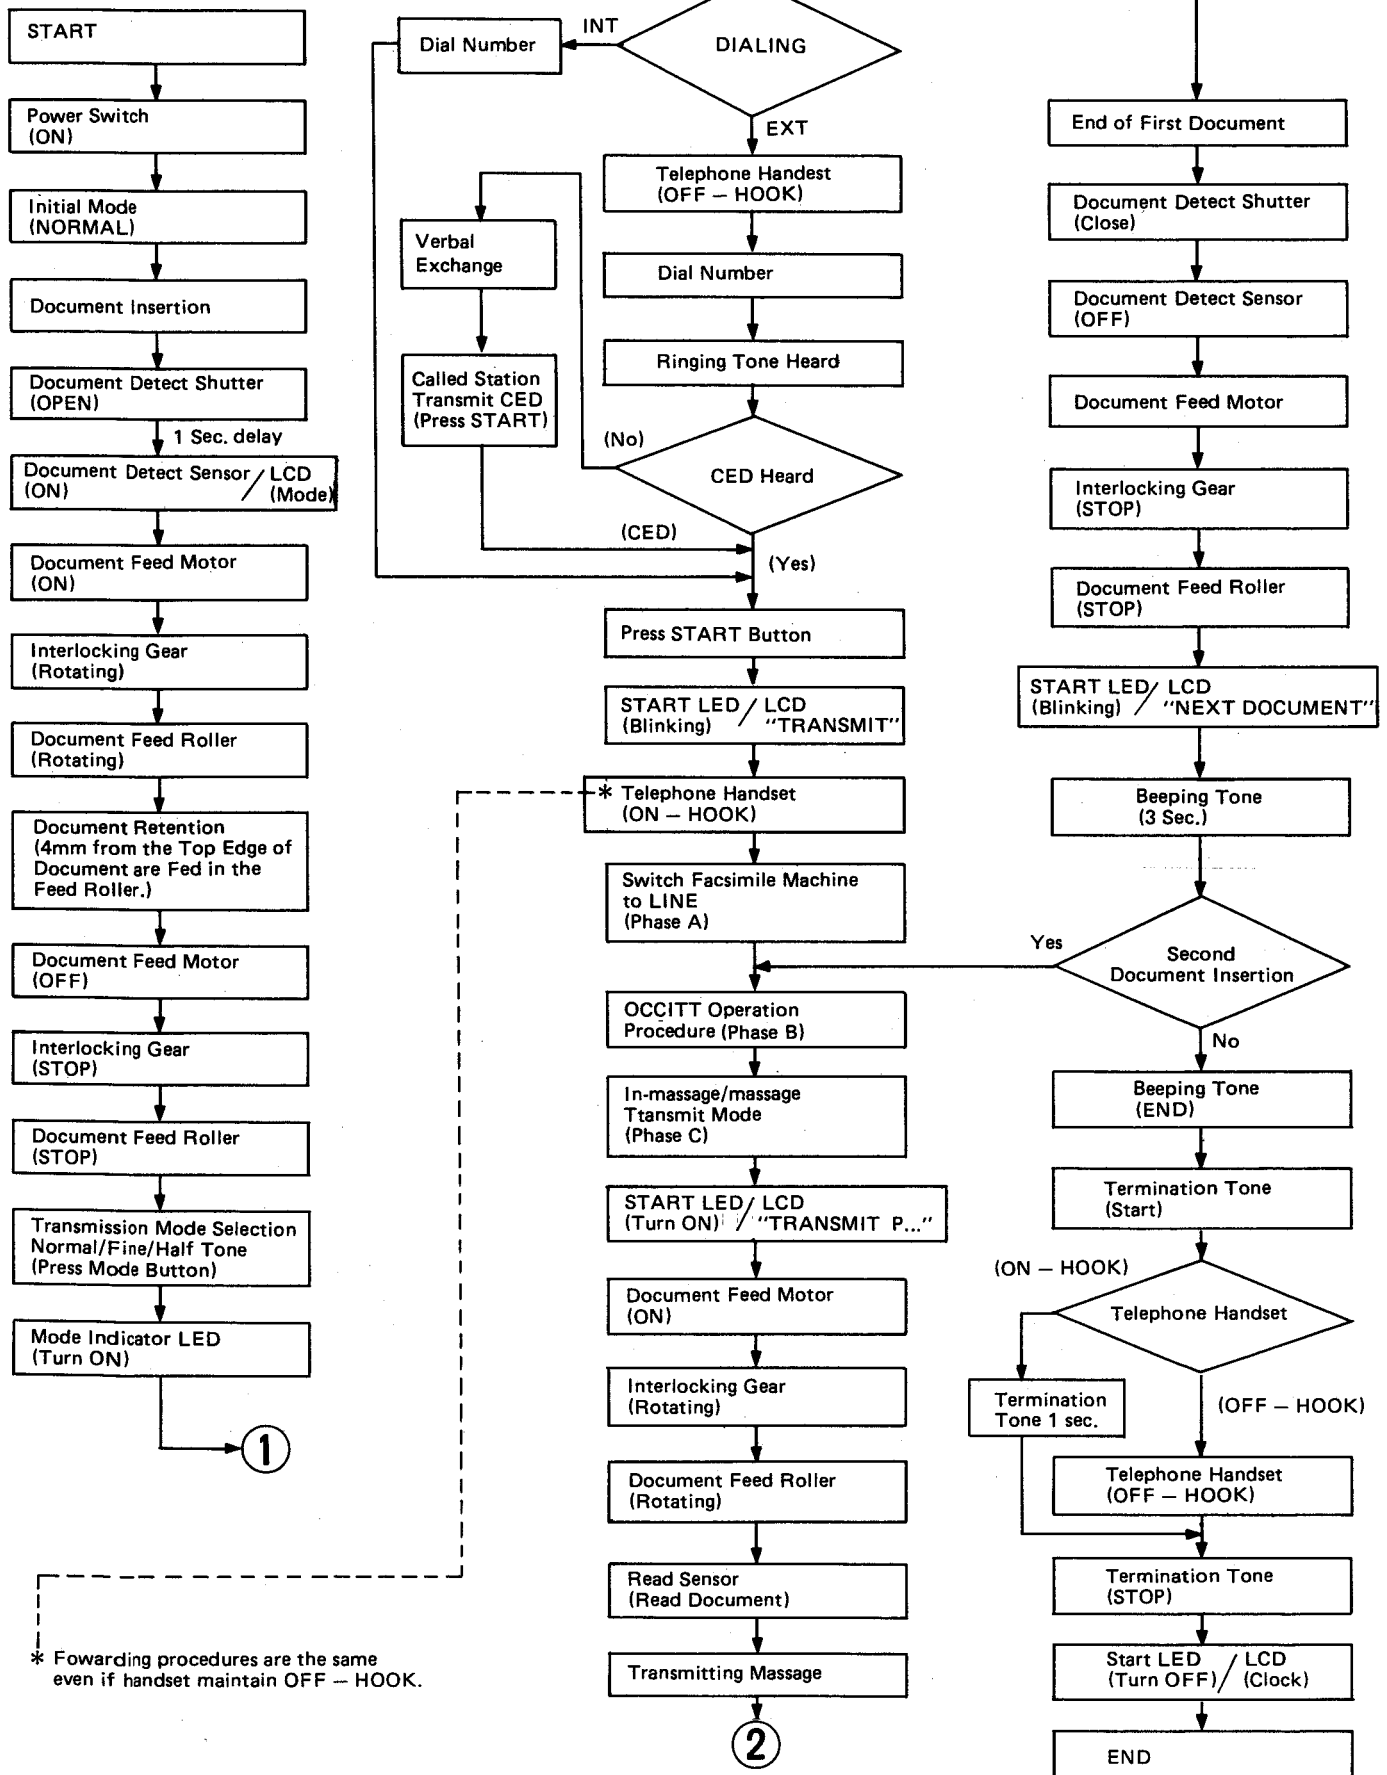 START
Power Switch
(ON)
Initial Mode
(NORMAL)
Document Insertion
Document Detect Shutter
(OPEN)
1 Sec. delay
Document Detect Sensor / LCD
(ON) (Mode)
Document Feed Motor
(ON)
Interlocking Gear
(Rotating)
Document Feed Roller
(Rotating)
Document Retention
(4mm from the Top Edge of
Document are Fed in the
Feed Roller.)
Document Feed Motor
(OFF)
Interlocking Gear
(STOP)
Document Feed Roller
(STOP)
Transmission Mode Selection
Normal/Fine/Half Tone
(Press Mode Button)
Mode Indicator LED
(Turn ON)
1
* Fowarding procedures are the same
even if handset maintain OFF – HOOK.
DIALING
INT
Dial Number
EXT
Telephone Handest
(OFF – HOOK)
Dial Number
Ringing Tone Heard
CED Heard
(No)
Verbal
Exchange
Called Station
Transmit CED
(Press START)
(CED)
(Yes)
Press START Button
START LED / LCD
(Blinking) "TRANSMIT"
* Telephone Handset
(ON – HOOK)
Switch Facsimile Machine
to LINE
(Phase A)
OCCITT Operation
Procedure (Phase B)
In-massage/massage
Ttansmit Mode
(Phase C)
START LED / LCD
(Turn ON) "TRANSMIT P..."
Document Feed Motor
(ON)
Interlocking Gear
(Rotating)
Document Feed Roller
(Rotating)
Read Sensor
(Read Document)
Transmitting Massage
2
End of First Document
Document Detect Shutter
(Close)
Document Detect Sensor
(OFF)
Document Feed Motor
Interlocking Gear
(STOP)
Document Feed Roller
(STOP)
START LED / LCD
(Blinking) "NEXT DOCUMENT"
Beeping Tone
(3 Sec.)
Second
Document Insertion
Yes
No
Beeping Tone
(END)
Termination Tone
(Start)
(ON – HOOK)
Telephone Handset
Termination
Tone 1 sec.
(OFF – HOOK)
Telephone Handset
(OFF – HOOK)
Termination Tone
(STOP)
Start LED / LCD
(Turn OFF) (Clock)
END